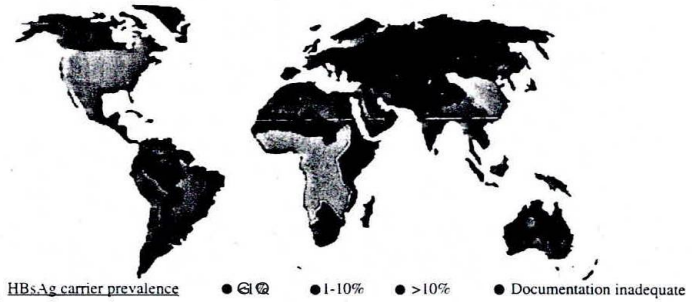 HBsAg carrier prevalence ● ● 1-10% ● >10% ● Documentation inadequate